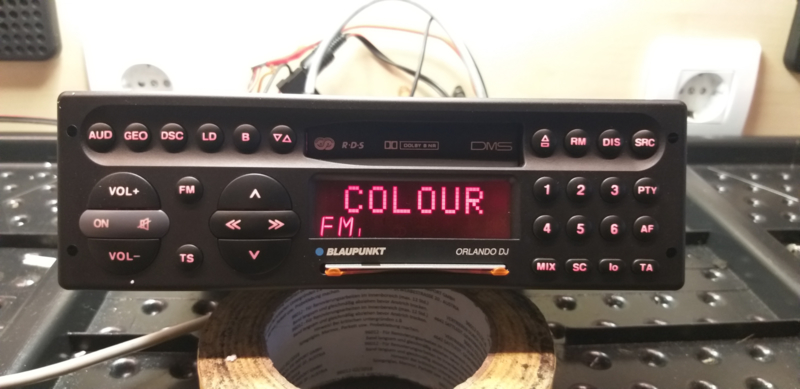 AUD GEO DSC LD B ▽△
R·D·S DOLBY B NR DMS
RM DIS SRC
VOL+ FM
ON
VOL− TS
COLOUR
FM
BLAUPUNKT ORLANDO DJ
1 2 3 PTY
4 5 6 AF
MIX SC lo TA